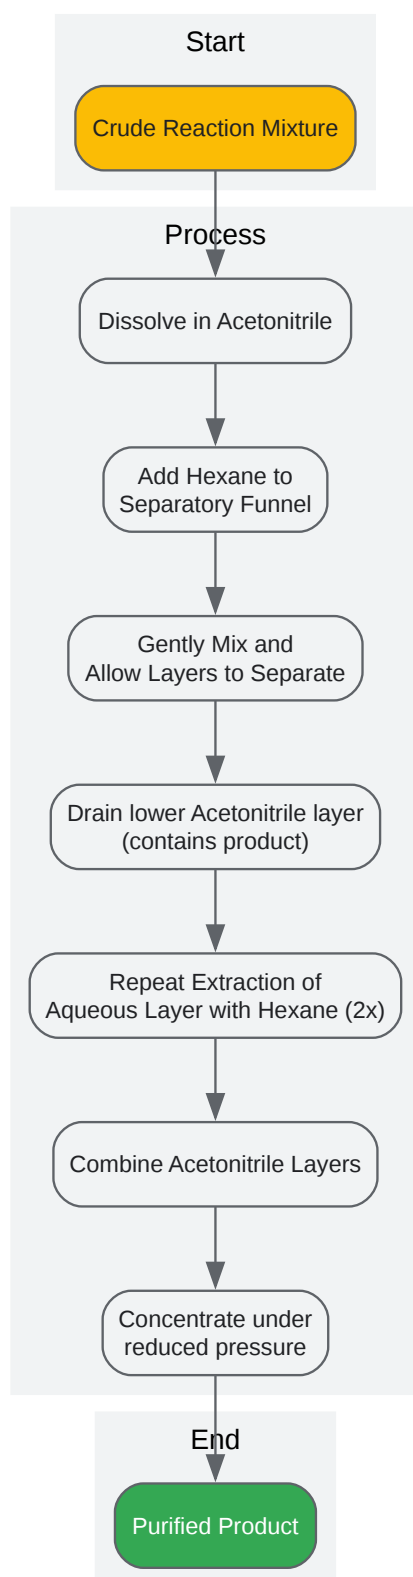 Start
Crude Reaction Mixture
Process
Dissolve in Acetonitrile
Add Hexane to
Separatory Funnel
Gently Mix and
Allow Layers to Separate
Drain lower Acetonitrile layer
(contains product)
Repeat Extraction of
Aqueous Layer with Hexane (2x)
Combine Acetonitrile Layers
Concentrate under
reduced pressure
End
Purified Product